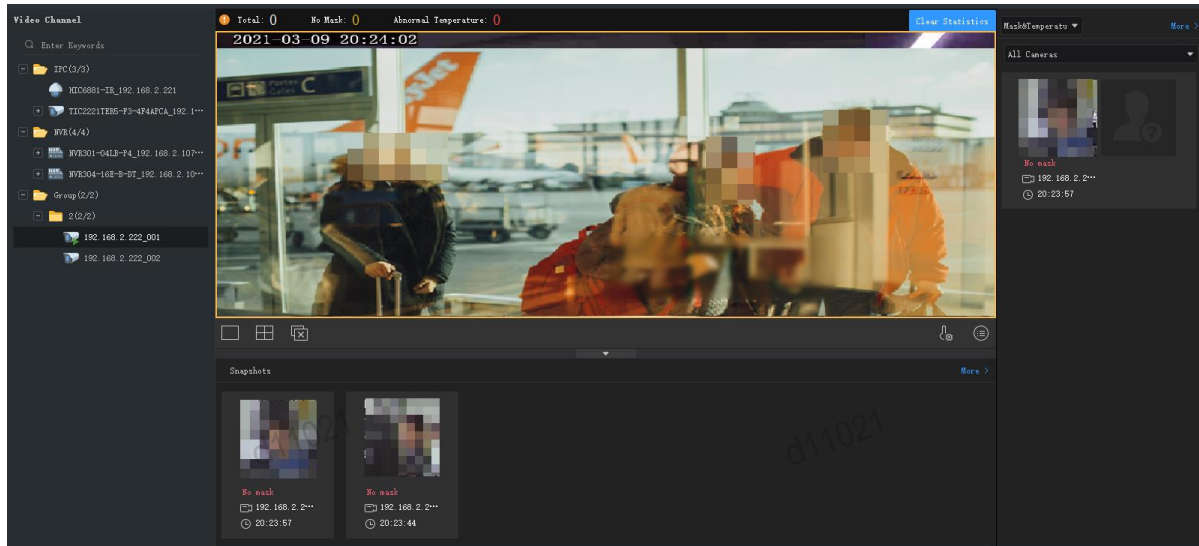 Video Channel
Enter Keywords
IPC(3/3)
HIC6881-IR_192.168.2.221
TIC2221TER5-F3-4F4APCA_192.1···
NVR(4/4)
NVR301-04LB-P4_192.168.2.107···
NVR304-16E-B-DT_192.168.2.10···
Group(2/2)
2(2/2)
192.168.2.222_001
192.168.2.222_002
Total: 0 No Mask: 0 Abnormal Temperature: 0 Clear Statistics
2021-03-09 20:24:02
Gates C
Snapshots More >
No mask
192.168.2.2···
20:23:57
No mask
192.168.2.2···
20:23:44
d11021
d11021
Mask&Temperatu More >
All Cameras
No mask
192.168.2.2···
20:23:57